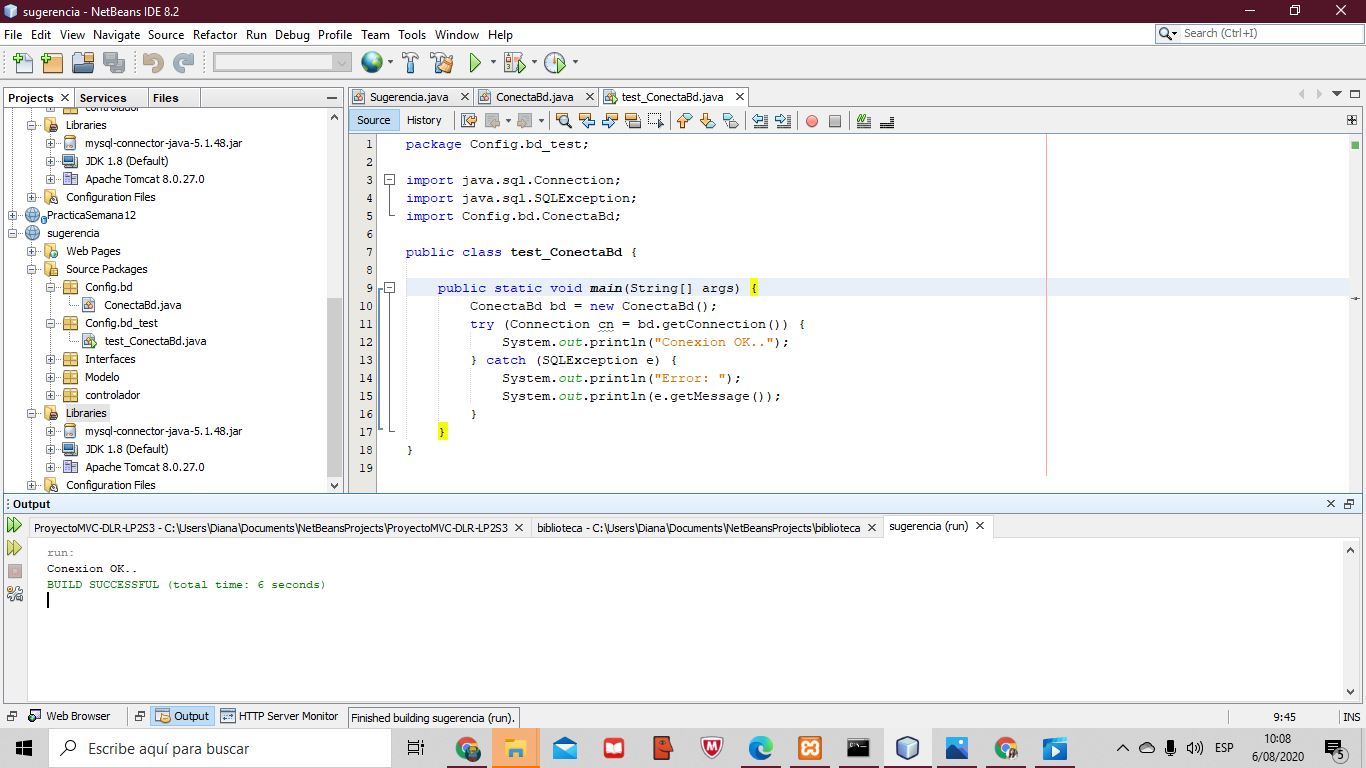 sugerencia - NetBeans IDE 8.2
File Edit View Navigate Source Refactor Run Debug Profile Team Tools Window Help
Search (Ctrl+I)
Projects Services Files
controlador
Libraries
mysql-connector-java-5.1.48.jar
JDK 1.8 (Default)
Apache Tomcat 8.0.27.0
Configuration Files
PracticaSemana12
sugerencia
Web Pages
Source Packages
Config.bd
ConectaBd.java
Config.bd_test
test_ConectaBd.java
Interfaces
Modelo
controlador
Libraries
mysql-connector-java-5.1.48.jar
JDK 1.8 (Default)
Apache Tomcat 8.0.27.0
Configuration Files
Sugerencia.java ConectaBd.java test_ConectaBd.java
Source History
1 package Config.bd_test;
2
3 import java.sql.Connection;
4 import java.sql.SQLException;
5 import Config.bd.ConectaBd;
6
7 public class test_ConectaBd {
8
9 public static void main(String[] args) {
10 ConectaBd bd = new ConectaBd();
11 try (Connection cn = bd.getConnection()) {
12 System.out.println("Conexion OK..");
13 } catch (SQLException e) {
14 System.out.println("Error: ");
15 System.out.println(e.getMessage());
16 }
17 }
18 }
19
Output
ProyectoMVC-DLR-LP2S3 - C:\Users\Diana\Documents\NetBeansProjects\ProyectoMVC-DLR-LP2S3 biblioteca - C:\Users\Diana\Documents\NetBeansProjects\biblioteca sugerencia (run)
run:
Conexion OK..
BUILD SUCCESSFUL (total time: 6 seconds)
Web Browser Output HTTP Server Monitor Finished building sugerencia (run). 9:45 INS
Escribe aquí para buscar
ESP
10:08
6/08/2020
5